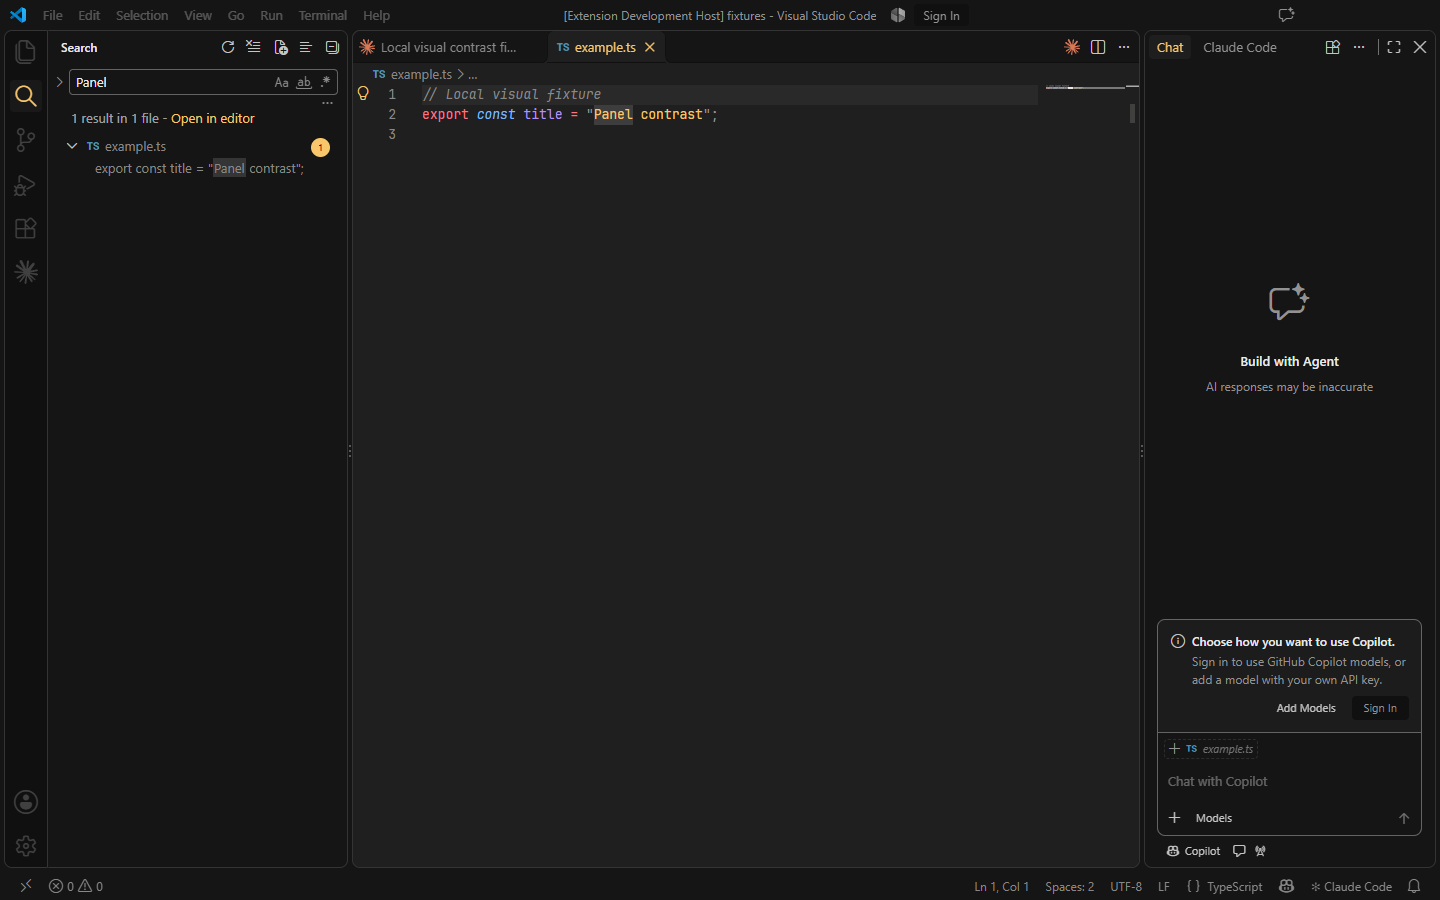 File Edit Selection View Go Run Terminal Help
[Extension Development Host] fixtures - Visual Studio Code
Sign In
Search
Panel
Aa ab .*
1 result in 1 file - Open in editor
TS example.ts
1
export const title = "Panel contrast";
Local visual contrast fi...
TS example.ts
TS example.ts > ...
1 // Local visual fixture
2 export const title = "Panel contrast";
3
Chat Claude Code
Build with Agent
AI responses may be inaccurate
Choose how you want to use Copilot.
Sign in to use GitHub Copilot models, or
add a model with your own API key.
Add Models Sign In
TS example.ts
Chat with Copilot
Models
Copilot
0 0
Ln 1, Col 1 Spaces: 2 UTF-8 LF { } TypeScript Claude Code